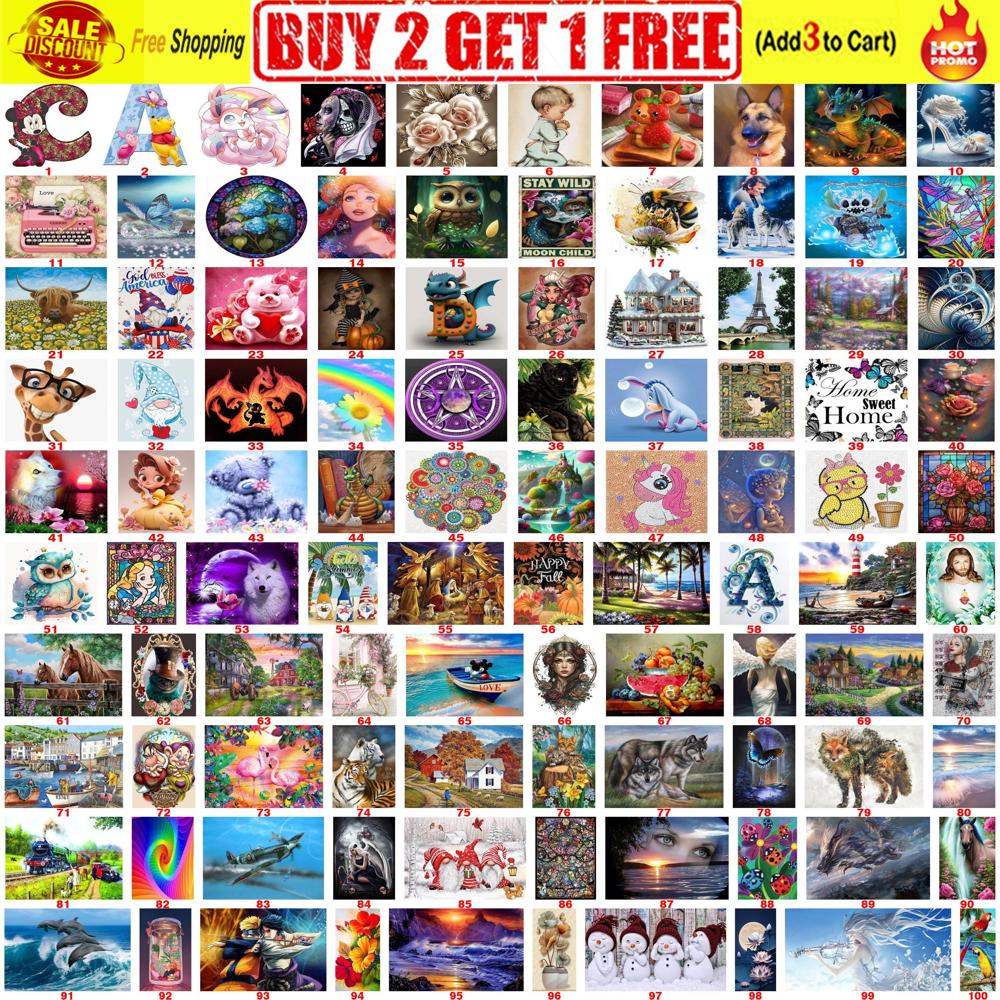 SALE
DISCOUNT
Free Shopping
BUY 2 GET 1 FREE
(Add 3 to Cart)
HOT
PROMO
1 2 3 4 5 6 7 8 9 10
Love
11 12 13 14 15
STAY WILD
MOON CHILD
16 17 18 19 20
God BLESS
America
21 22 23 24 25 26 27 28 29 30
Home
Sweet
Home
31 32 33 34 35 36 37 38 39 40
41 42 43 44 45 46 47 48 49 50
HAPPY
Fall
51 52 53 54 55 56 57 58 59 60
LOVE
61 62 63 64 65 66 67 68 69 70
71 72 73 74 75 76 77 78 79 80
81 82 83 84 85 86 87 88 89 90
91 92 93 94 95 96 97 98 99 100